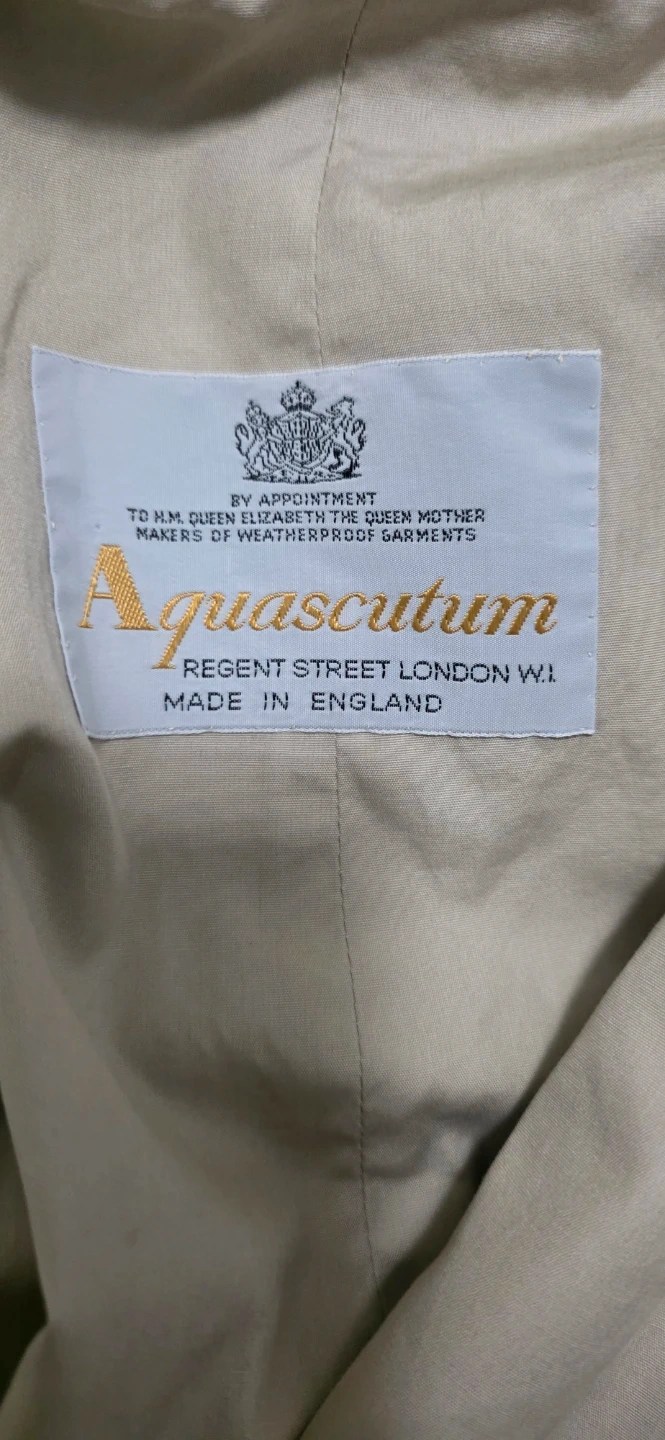 BY APPOINTMENT
TO H.M. QUEEN ELIZABETH THE QUEEN MOTHER
MAKERS OF WEATHERPROOF GARMENTS
Aquascutum
REGENT STREET LONDON W.1.
MADE IN ENGLAND